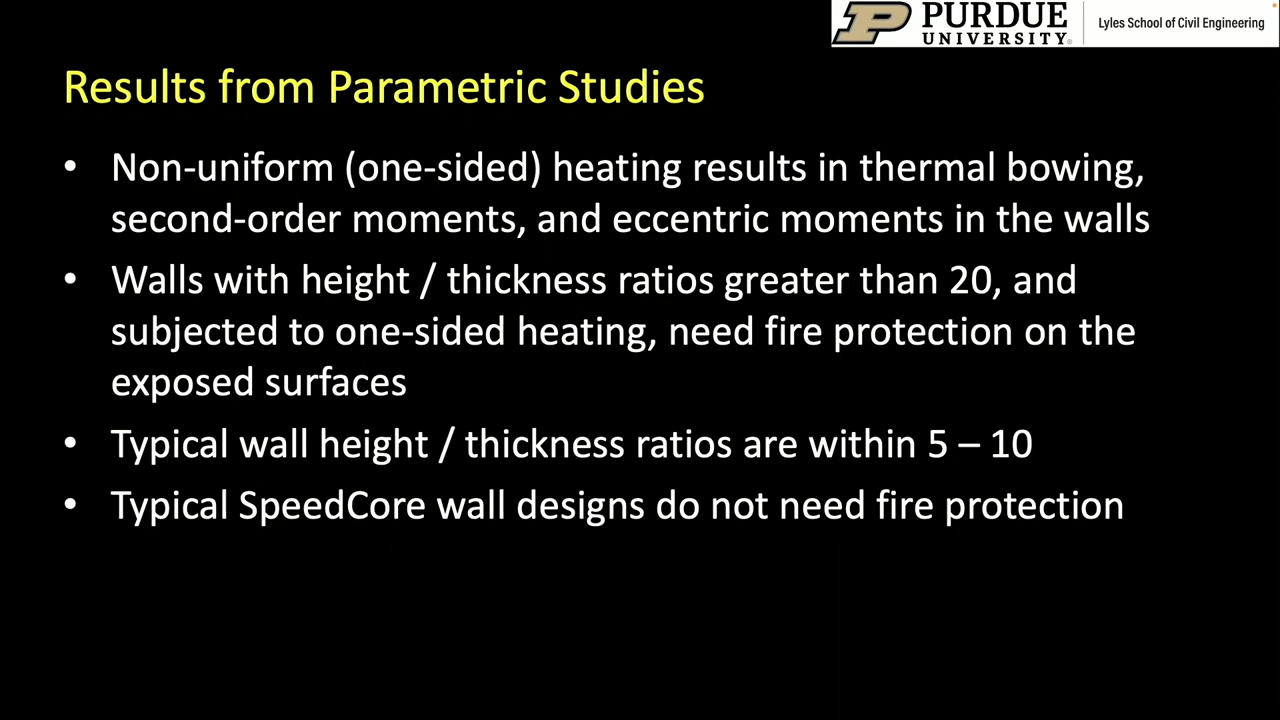 PURDUE
UNIVERSITY®
Lyles School of Civil Engineering
Results from Parametric Studies
• Non-uniform (one-sided) heating results in thermal bowing,
second-order moments, and eccentric moments in the walls
• Walls with height / thickness ratios greater than 20, and
subjected to one-sided heating, need fire protection on the
exposed surfaces
• Typical wall height / thickness ratios are within 5 – 10
• Typical SpeedCore wall designs do not need fire protection